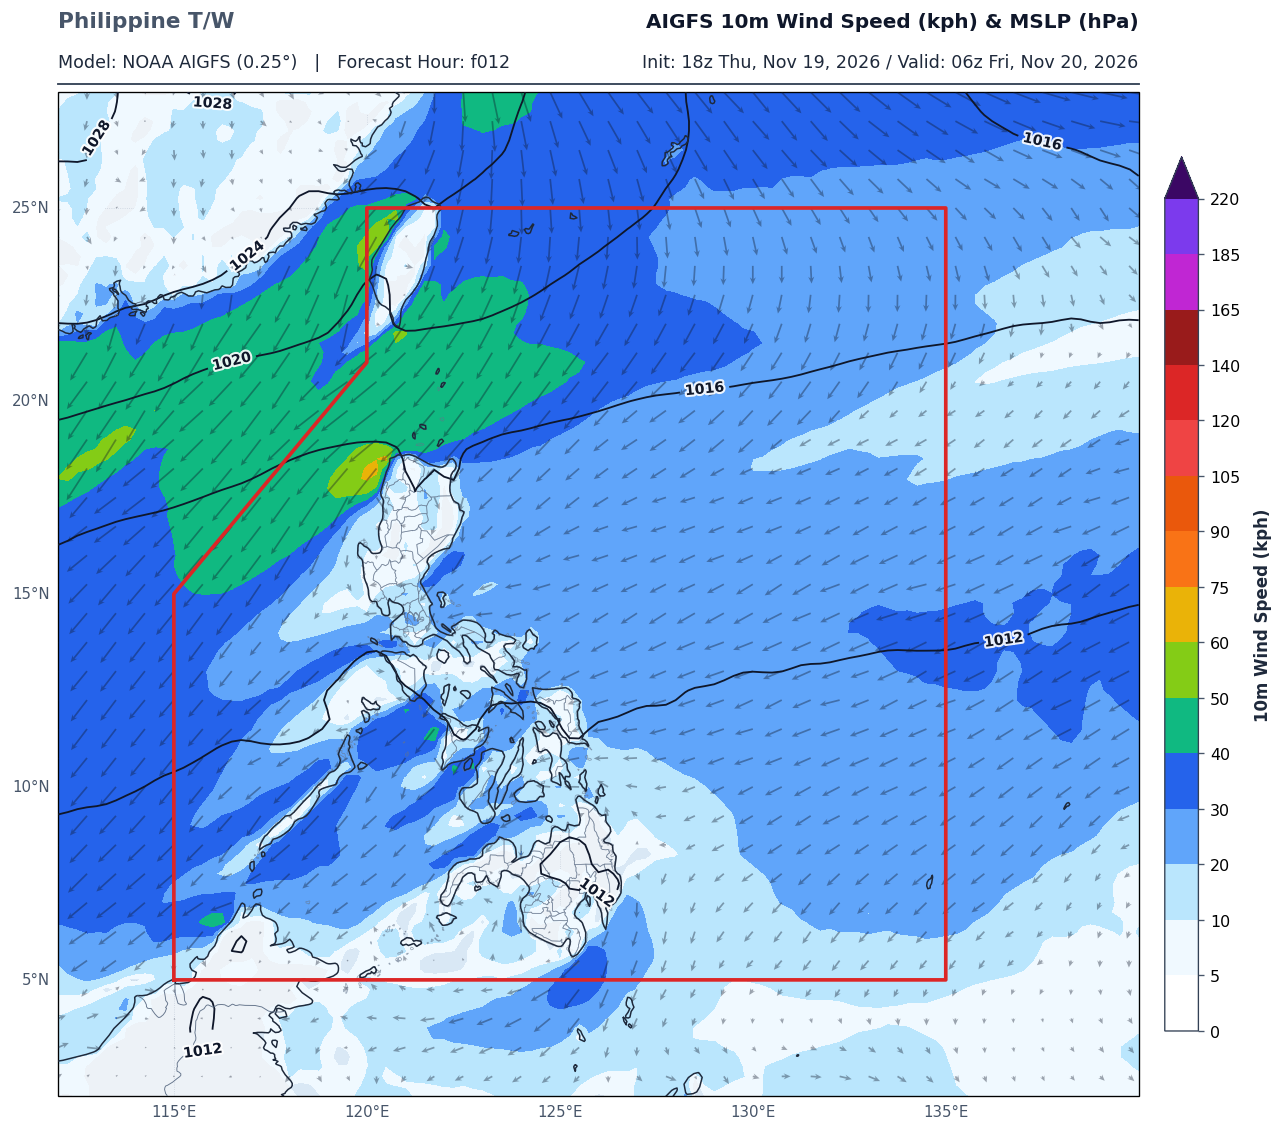 Philippine T/W
AIGFS 10m Wind Speed (kph) & MSLP (hPa)
Model: NOAA AIGFS (0.25°) | Forecast Hour: f012
Init: 18z Thu, Nov 19, 2026 / Valid: 06z Fri, Nov 20, 2026
1028
1028
1016
1024
1020
1016
1012
1012
1012
25°N
20°N
15°N
10°N
5°N
115°E
120°E
125°E
130°E
135°E
220
185
165
140
120
105
90
75
60
50
40
30
20
10
5
0
10m Wind Speed (kph)